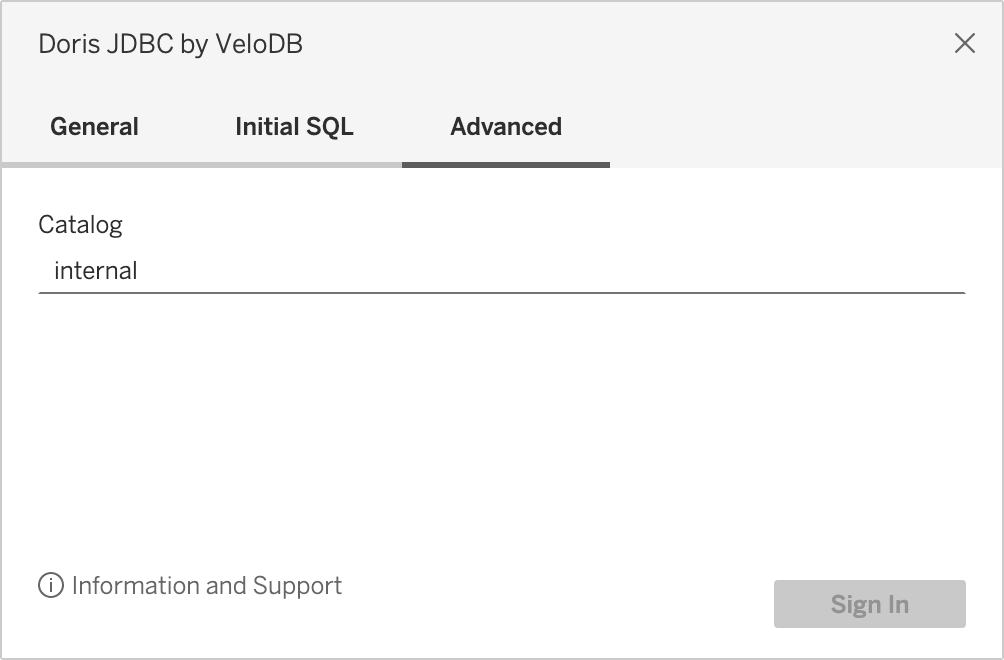 Doris JDBC by VeloDB
General Initial SQL Advanced
Catalog
internal
Information and Support
Sign In